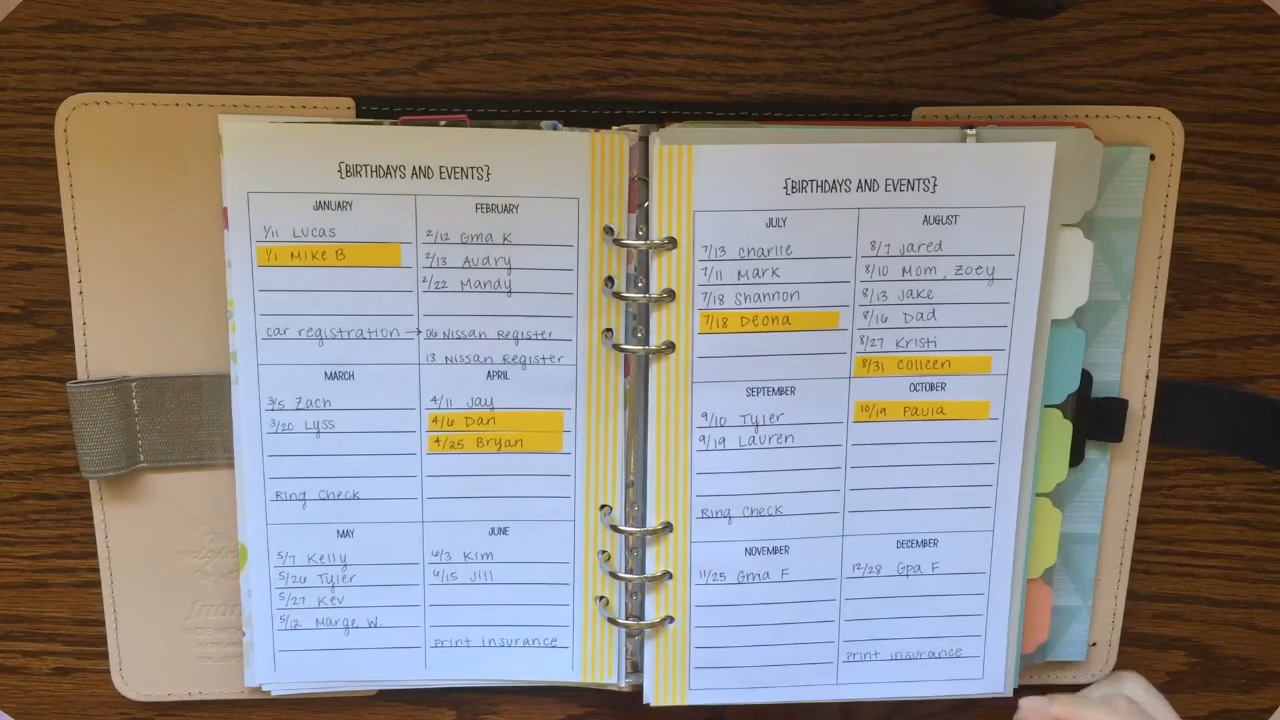 {BIRTHDAYS AND EVENTS}
JANUARY
1/11 LUCAS
1/1 Mike B
car registration →
FEBRUARY
2/12 Gma K
2/13 Audry
2/22 Mandy
06 Nissan Register
13 Nissan Register
MARCH
3/5 Zach
3/20 Lyss
Ring Check
APRIL
4/11 Jay
4/6 Dan
4/25 Bryan
MAY
5/7 Kelly
5/26 Tyler
5/27 Kev
5/12 Marge W.
JUNE
6/3 Kim
6/15 Jill
Print insurance
{BIRTHDAYS AND EVENTS}
JULY
7/13 Charlie
7/11 Mark
7/18 Shannon
7/18 Deona
AUGUST
8/7 Jared
8/10 Mom, Zoey
8/13 Jake
8/16 Dad
8/27 Kristi
8/31 Colleen
SEPTEMBER
9/10 Tyler
9/19 Lauren
Ring Check
OCTOBER
10/19 Paula
NOVEMBER
11/25 Gma F
DECEMBER
12/28 Gpa F
Print insurance